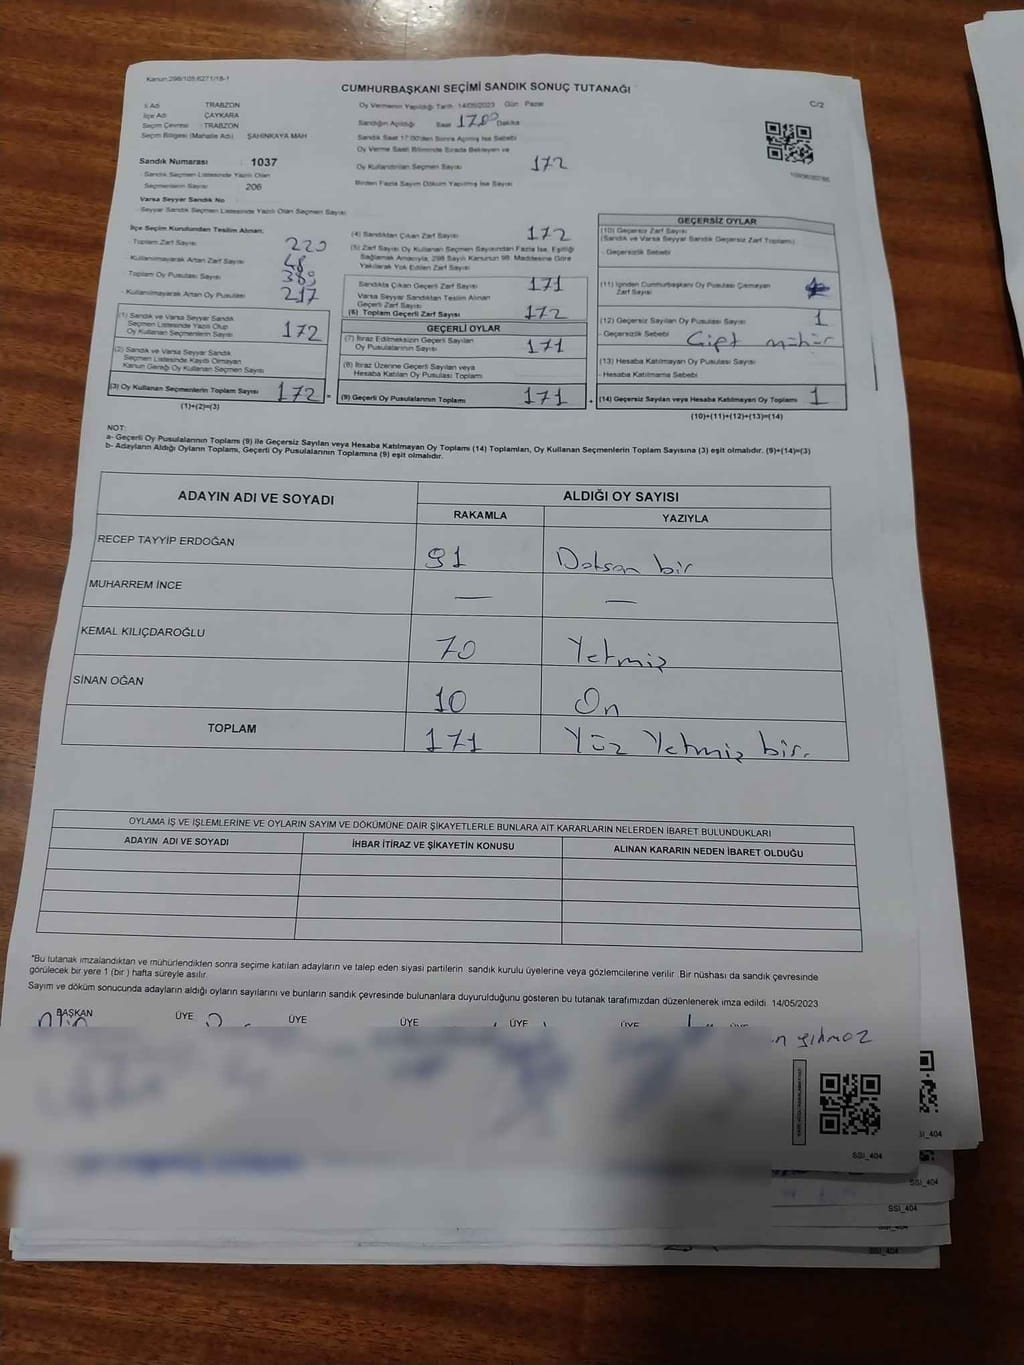 Kanun:298/105;6271/18-1
CUMHURBAŞKANI SEÇİMİ SANDIK SONUÇ TUTANAĞI
C/2
İl Adı TRABZON
İlçe Adı ÇAYKARA
Seçim Çevresi : TRABZON
Seçim Bölgesi (Mahalle Adı) ŞAHİNKAYA MAH
Sandık Numarası 1037
Sandık Seçmen Listesinde Yazılı Olan
Seçmenlerin Sayısı 206
Varsa Seyyar Sandık No
Seyyar Sandık Seçmen Listesinde Yazılı Olan Seçmen Sayısı
Oy Vermenin Yapıldığı Tarih 14/05/2023 Gün Pazar
Sandığın Açıldığı Saat 1700 Dakika
Sandık Saat 17:00'den Sonra Açılmış İse Sebebi
Oy Verme Saati Bitiminde Sırada Bekleyen ve
Oy Kullandırılan Seçmen Sayısı 172
Birden Fazla Sayım Döküm Yapılmış İse Sayısı
İlçe Seçim Kurulundan Teslim Alınan,
Toplam Zarf Sayısı 220
Kullanılmayarak Artan Zarf Sayısı 48
Toplam Oy Pusulası Sayısı 389
Kullanılmayarak Artan Oy Pusulası 217
(1) Sandık ve Varsa Seyyar Sandık
Seçmen Listesinde Yazılı Olup
Oy Kullanan Seçmenlerin Sayısı 172
(2) Sandık ve Varsa Seyyar Sandık
Seçmen Listesinde Kaydı Olmayan
Kanun Gereği Oy Kullanan Seçmen Sayısı
(3) Oy Kullanan Seçmenlerin Toplam Sayısı 172 =
(1)+(2)=(3)
(4) Sandıktan Çıkan Zarf Sayısı 172
(5) Zarf Sayısı Oy Kullanan Seçmen Sayısından Fazla İse, Eşitliği
Sağlamak Amacıyla, 298 Sayılı Kanunun 98. Maddesine Göre
Yakılarak Yok Edilen Zarf Sayısı
Sandıkta Çıkan Geçerli Zarf Sayısı 171
Varsa Seyyar Sandıktan Teslim Alınan
Geçerli Zarf Sayısı
(6) Toplam Geçerli Zarf Sayısı 172
GEÇERLİ OYLAR
(7) İtiraz Edilmeksizin Geçerli Sayılan
Oy Pusulalarının Sayısı 171
(8) İtiraz Üzerine Geçerli Sayılan veya
Hesaba Katılan Oy Pusulası Toplamı
(9) Geçerli Oy Pusulalarının Toplamı 171 +
GEÇERSİZ OYLAR
(10) Geçersiz Zarf Sayısı
(Sandık ve Varsa Seyyar Sandık Geçersiz Zarf Toplamı)
- Geçersizlik Sebebi
(11) İçinden Cumhurbaşkanı Oy Pusulası Çıkmayan
Zarf Sayısı
(12) Geçersiz Sayılan Oy Pusulası Sayısı 1
- Geçersizlik Sebebi Çift mühür
(13) Hesaba Katılmayan Oy Pusulası Sayısı
- Hesaba Katılmama Sebebi
(14) Geçersiz Sayılan veya Hesaba Katılmayan Oy Toplamı 1
(10)+(11)+(12)+(13)=(14)
NOT:
a- Geçerli Oy Pusulalarının Toplamı (9) ile Geçersiz Sayılan veya Hesaba Katılmayan Oy Toplamı (14) Toplamları, Oy Kullanan Seçmenlerin Toplam Sayısına (3) eşit olmalıdır. (9)+(14)=(3)
b- Adayların Aldığı Oyların Toplamı, Geçerli Oy Pusulalarının Toplamına (9) eşit olmalıdır.
ADAYIN ADI VE SOYADI ALDIĞI OY SAYISI
RAKAMLA YAZIYLA
RECEP TAYYİP ERDOĞAN 91 Doksan bir
MUHARREM İNCE — —
KEMAL KILIÇDAROĞLU 70 Yetmiş
SİNAN OĞAN 10 On
TOPLAM 171 Yüz Yetmiş bir.
OYLAMA İŞ VE İŞLEMLERİNE VE OYLARIN SAYIM VE DÖKÜMÜNE DAİR ŞİKAYETLERLE BUNLARA AİT KARARLARIN NELERDEN İBARET BULUNDUKLARI
ADAYIN ADI VE SOYADI İHBAR İTİRAZ VE ŞİKAYETİN KONUSU ALINAN KARARIN NEDEN İBARET OLDUĞU
*Bu tutanak imzalandıktan ve mühürlendikten sonra seçime katılan adayların ve talep eden siyasi partilerin sandık kurulu üyelerine veya gözlemcilerine verilir .Bir nüshası da sandık çevresinde
görülecek bir yere 1 (bir ) hafta süreyle asılır.
Sayım ve döküm sonucunda adayların aldığı oyların sayılarını ve bunların sandık çevresinde bulunanlara duyurulduğunu gösteren bu tutanak tarafımızdan düzenlenerek imza edildi. 14/05/2023
BAŞKAN ÜYE ÜYE ÜYE ÜYE ÜYE ÜYE
yılmaz
SSI_404
SSI_404
SSI_404
SSI_404